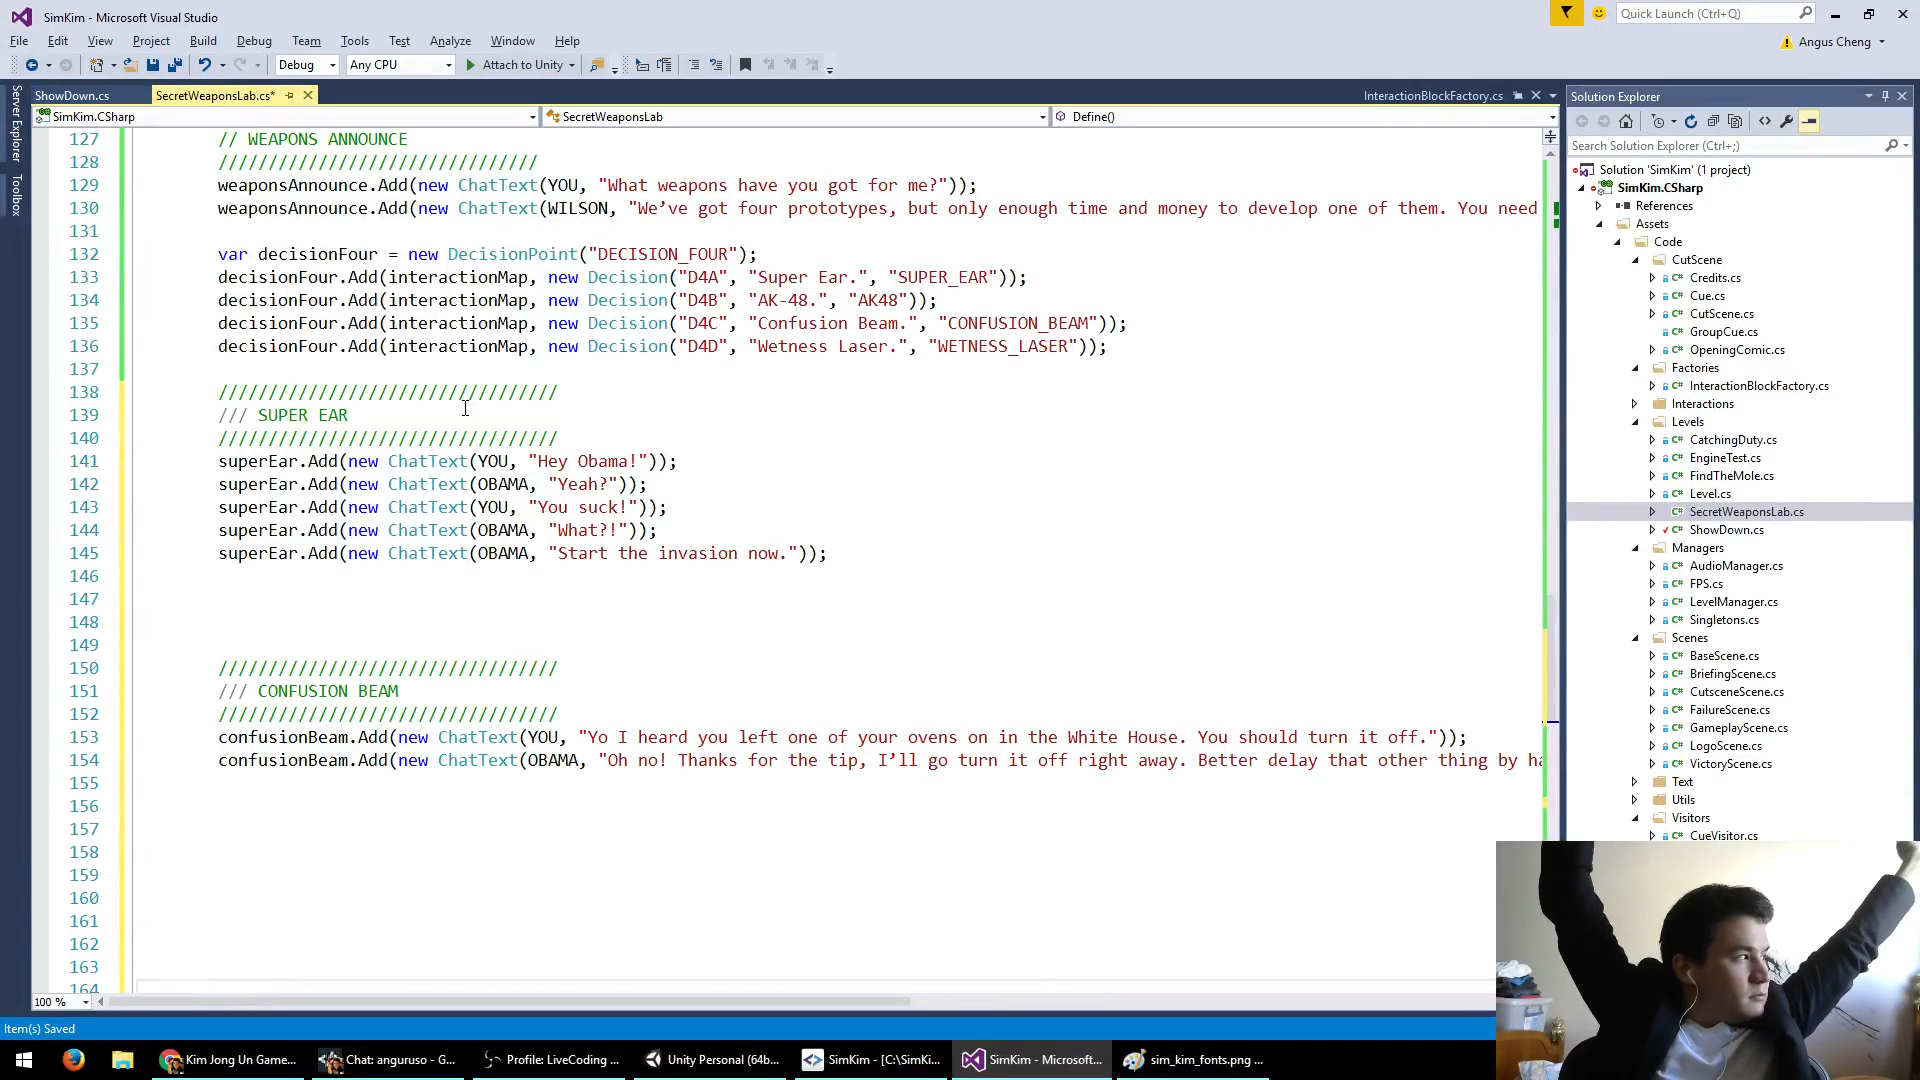 SimKim - Microsoft Visual Studio
Quick Launch (Ctrl+Q)
File Edit View Project Build Debug Team Tools Test Analyze Window Help
Angus Cheng
Debug Any CPU Attach to Unity
Server Explorer
Toolbox
ShowDown.cs SecretWeaponsLab.cs* InteractionBlockFactory.cs
SimKim.CSharp SecretWeaponsLab Define()
127 // WEAPONS ANNOUNCE
128 ////////////////////////////////
129 weaponsAnnounce.Add(new ChatText(YOU, "What weapons have you got for me?"));
130 weaponsAnnounce.Add(new ChatText(WILSON, "We’ve got four prototypes, but only enough time and money to develop one of them. You need
131
132 var decisionFour = new DecisionPoint("DECISION_FOUR");
133 decisionFour.Add(interactionMap, new Decision("D4A", "Super Ear.", "SUPER_EAR"));
134 decisionFour.Add(interactionMap, new Decision("D4B", "AK-48.", "AK48"));
135 decisionFour.Add(interactionMap, new Decision("D4C", "Confusion Beam.", "CONFUSION_BEAM"));
136 decisionFour.Add(interactionMap, new Decision("D4D", "Wetness Laser.", "WETNESS_LASER"));
137
138 //////////////////////////////////
139 /// SUPER EAR
140 //////////////////////////////////
141 superEar.Add(new ChatText(YOU, "Hey Obama!"));
142 superEar.Add(new ChatText(OBAMA, "Yeah?"));
143 superEar.Add(new ChatText(YOU, "You suck!"));
144 superEar.Add(new ChatText(OBAMA, "What?!"));
145 superEar.Add(new ChatText(OBAMA, "Start the invasion now."));
146
147
148
149
150 //////////////////////////////////
151 /// CONFUSION BEAM
152 //////////////////////////////////
153 confusionBeam.Add(new ChatText(YOU, "Yo I heard you left one of your ovens on in the White House. You should turn it off."));
154 confusionBeam.Add(new ChatText(OBAMA, "Oh no! Thanks for the tip, I’ll go turn it off right away. Better delay that other thing by ha
155
156
157
158
159
160
161
162
163
164
100 %
Solution Explorer
Search Solution Explorer (Ctrl+;)
Solution 'SimKim' (1 project)
SimKim.CSharp
References
Assets
Code
CutScene
Credits.cs
Cue.cs
CutScene.cs
GroupCue.cs
OpeningComic.cs
Factories
InteractionBlockFactory.cs
Interactions
Levels
CatchingDuty.cs
EngineTest.cs
FindTheMole.cs
Level.cs
SecretWeaponsLab.cs
ShowDown.cs
Managers
AudioManager.cs
FPS.cs
LevelManager.cs
Singletons.cs
Scenes
BaseScene.cs
BriefingScene.cs
CutsceneScene.cs
FailureScene.cs
GameplayScene.cs
LogoScene.cs
VictoryScene.cs
Text
Utils
Visitors
CueVisitor.cs
Item(s) Saved
Kim Jong Un Game... Chat: anguruso - G... Profile: LiveCoding ... Unity Personal (64b... SimKim - [C:\SimKi... SimKim - Microsoft... sim_kim_fonts.png ...